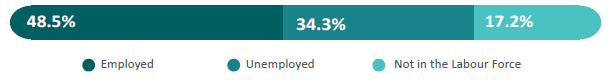 48.5% 34.3% 17.2%
Employed Unemployed Not in the Labour Force